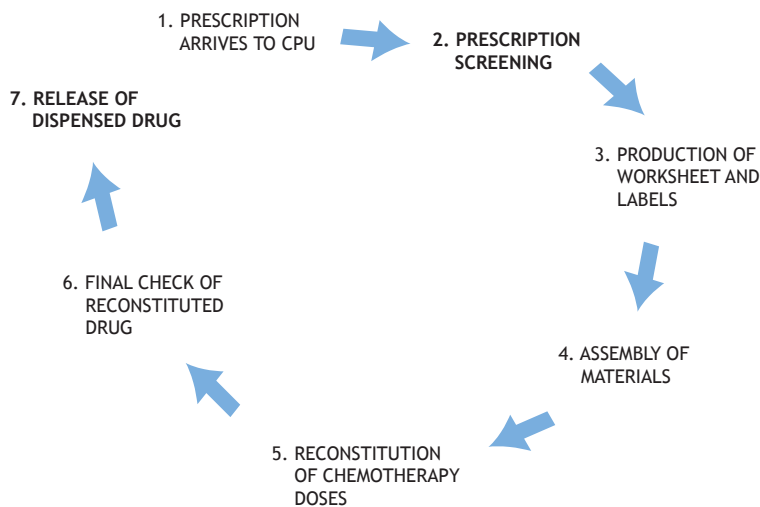 1. PRESCRIPTION
ARRIVES TO CPU
2. PRESCRIPTION
SCREENING
3. PRODUCTION OF
WORKSHEET AND
LABELS
4. ASSEMBLY OF
MATERIALS
5. RECONSTITUTION
OF CHEMOTHERAPY
DOSES
6. FINAL CHECK OF
RECONSTITUTED
DRUG
7. RELEASE OF
DISPENSED DRUG